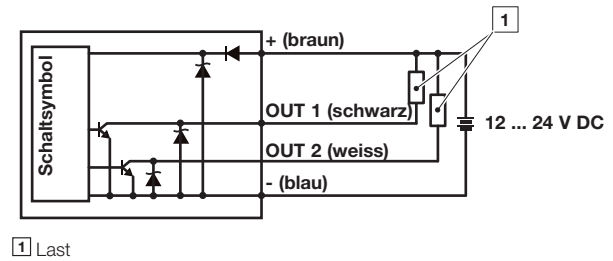 1
+ (braun)
Schaltsymbol
OUT 1 (schwarz)
12 ... 24 V DC
OUT 2 (weiss)
- (blau)
1 Last